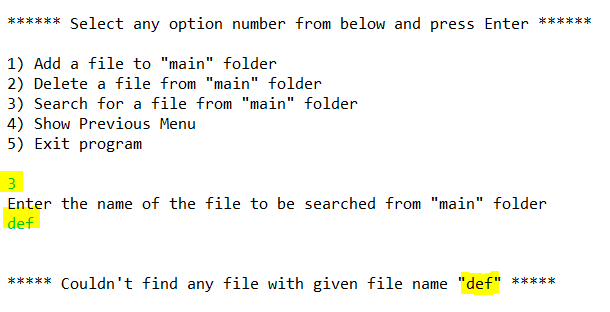 ****** Select any option number from below and press Enter ******
1) Add a file to "main" folder
2) Delete a file from "main" folder
3) Search for a file from "main" folder
4) Show Previous Menu
5) Exit program
3
Enter the name of the file to be searched from "main" folder
def
***** Couldn't find any file with given file name "def" *****